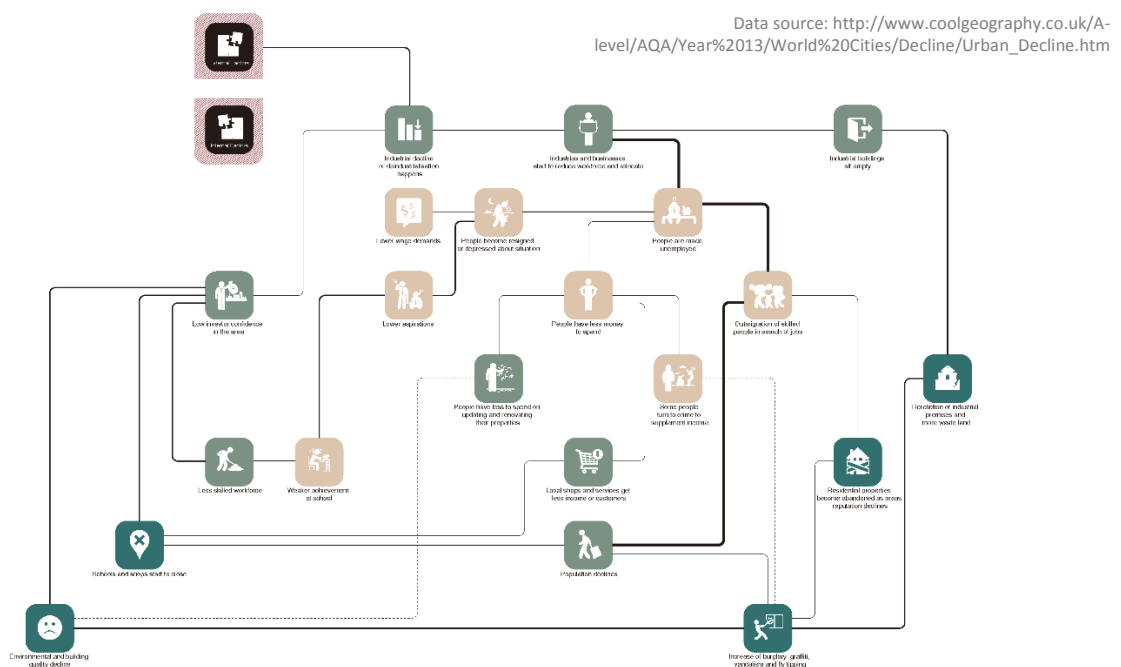 Data source: http://www.coolgeography.co.uk/A-
level/AQA/Year%2013/World%20Cities/Decline/Urban_Decline.htm
Internal Factors
Internal Factors
Industrial decline
or deindustrialisation
happens
Industries and businesses
start to reduce workforce and relocate
Industrial buildings
sit empty
Lower wage demands
People become resigned
or depressed about situation
People are made
unemployed
Low investor confidence
in the area
Lower aspirations
People have less money
to spend
Outmigration of skilled
people in search of jobs
People have less to spend on
updating and renovating
their properties
Some people
turn to crime to
supplement income
Dereliction of industrial
premises and
more waste land
Less skilled workforce
Weaker achievement
at school
Local shops and services get
less income or customers
Residential properties
become abandoned as areas
reputation declines
Schools and shops start to close
Population declines
Environmental and building
quality decline
Increase of burglary, graffiti,
vandalism and fly tipping